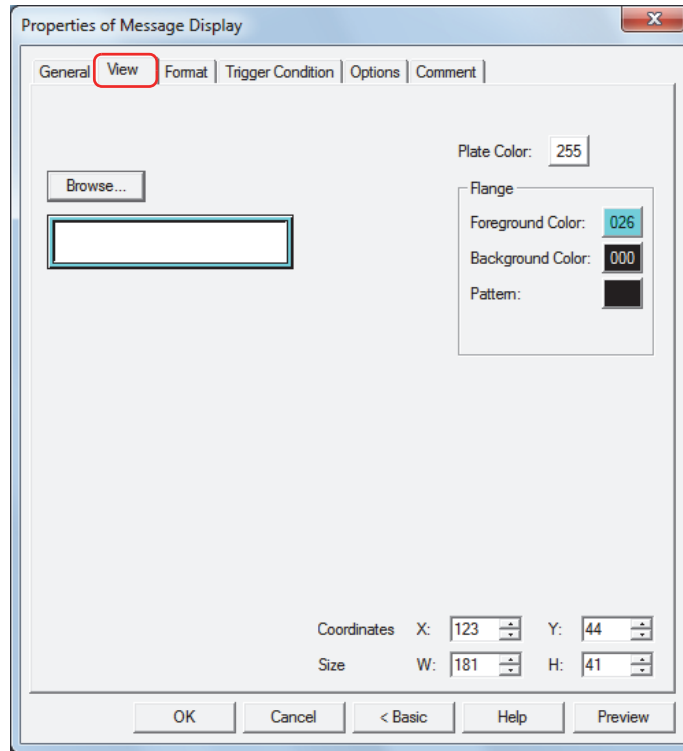 Properties of Message Display
x
General View Format Trigger Condition Options Comment
Plate Color: 255
Browse...
Flange
Foreground Color: 026
Background Color: 000
Pattern:
Coordinates X: 123 Y: 44
Size W: 181 H: 41
OK Cancel < Basic Help Preview